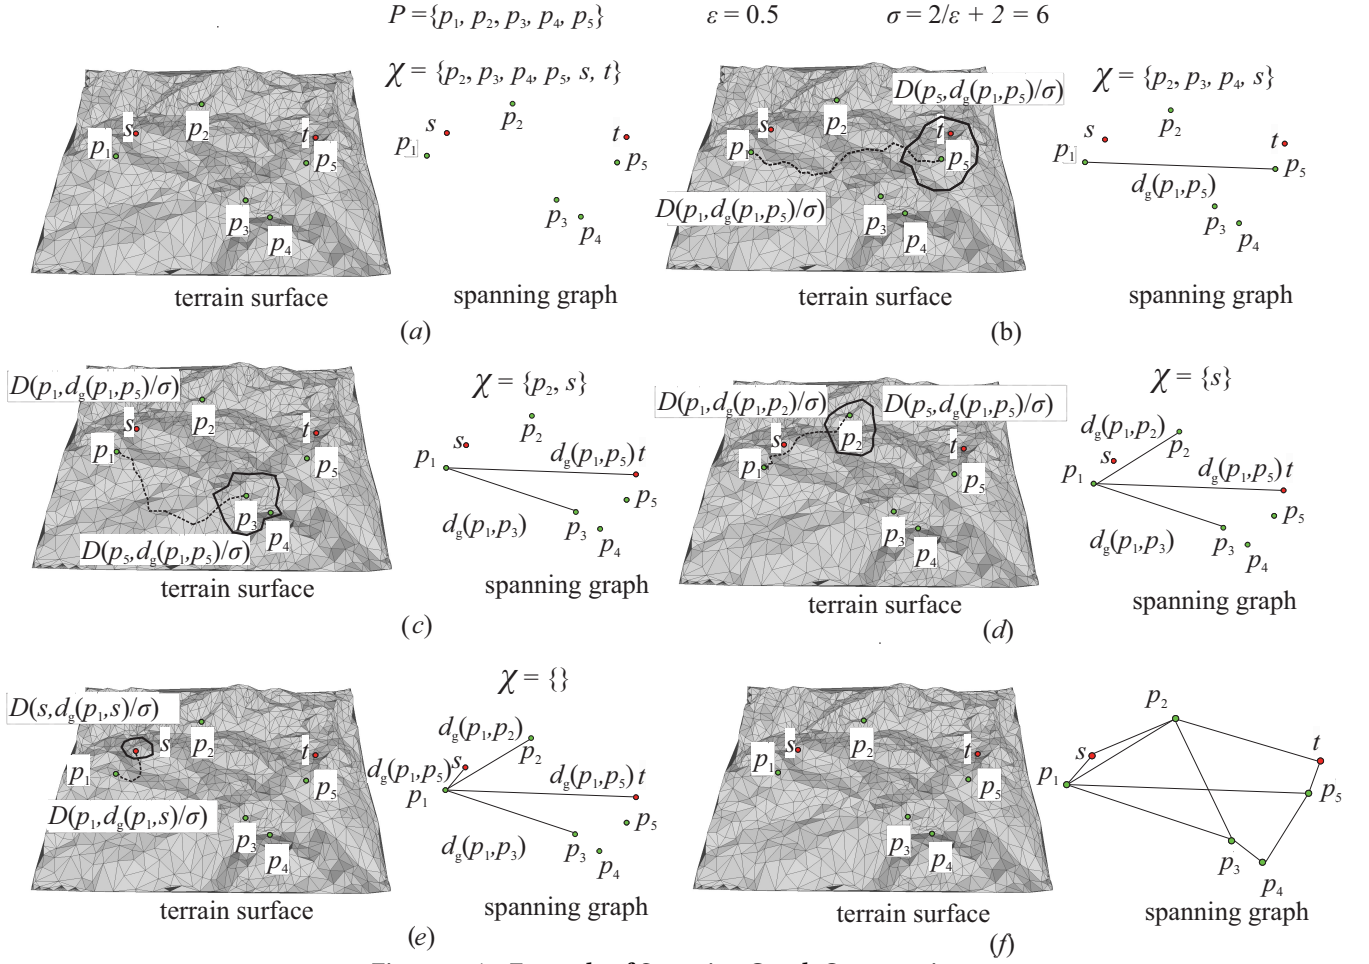 P = {p1, p2, p3, p4, p5} ε = 0.5 σ = 2/ε + 2 = 6
χ = {p2, p3, p4, p5, s, t}
s
p2
t
p1
p5
p3
p4
s
p2
t
p1
p5
p3
p4
terrain surface
spanning graph
(a)
χ = {p2, p3, p4, s}
D(p5,dg(p1,p5)/σ)
s
p2
t
p1
p5
D(p1,dg(p1,p5)/σ)
p3
p4
s
p2
t
p1
p5
dg(p1,p5)
p3
p4
terrain surface
spanning graph
(b)
χ = {p2, s}
D(p1,dg(p1,p5)/σ)
s
p2
t
p1
p5
p3
p4
D(p5,dg(p1,p5)/σ)
p2
s
p1
dg(p1,p5) t
p5
dg(p1,p3)
p3
p4
terrain surface
spanning graph
(c)
χ = {s}
D(p1,dg(p1,p2)/σ)
D(p5,dg(p1,p5)/σ)
s
p2
t
p1
p5
p3
p4
dg(p1,p2)
p2
s
p1
dg(p1,p5) t
p5
dg(p1,p3)
p3
p4
terrain surface
spanning graph
(d)
χ = {}
D(s,dg(p1,s)/σ)
s
p2
t
p1
p5
D(p1,dg(p1,s)/σ)
p3
p4
dg(p1,p2)
p2
dg(p1,p5)
s
p1
dg(p1,p5) t
p5
dg(p1,p3)
p3
p4
terrain surface
spanning graph
(e)
s
p2
t
p1
p5
p3
p4
p2
s
t
p1
p5
p3
p4
terrain surface
spanning graph
(f)